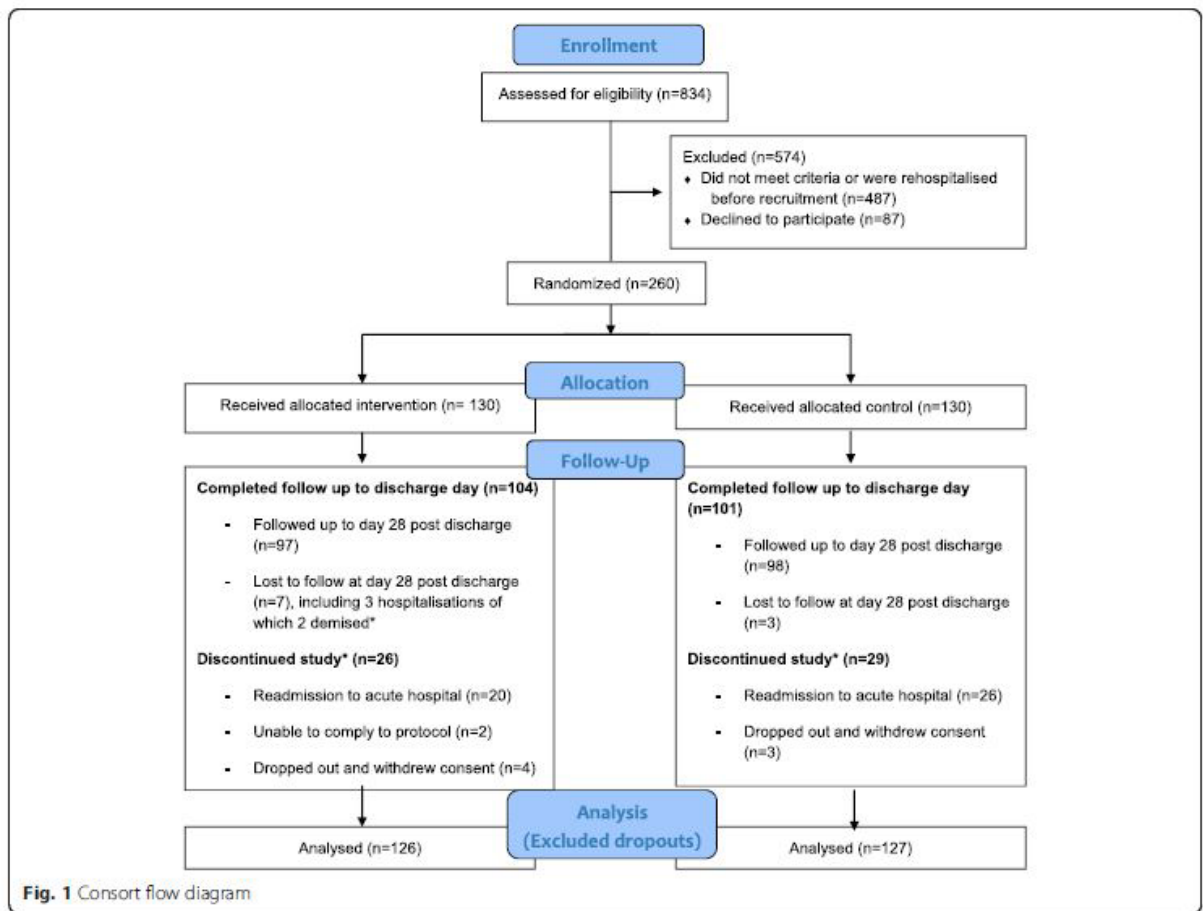 Enrollment
Assessed for eligibility (n=834)
Excluded (n=574)
♦ Did not meet criteria or were rehospitalised
before recruitment (n=487)
♦ Declined to participate (n=87)
Randomized (n=260)
Allocation
Received allocated intervention (n= 130)
Received allocated control (n=130)
Follow-Up
Completed follow up to discharge day (n=104)
- Followed up to day 28 post discharge
(n=97)
- Lost to follow at day 28 post discharge
(n=7), including 3 hospitalisations of
which 2 demised*
Discontinued study* (n=26)
- Readmission to acute hospital (n=20)
- Unable to comply to protocol (n=2)
- Dropped out and withdrew consent (n=4)
Completed follow up to discharge day
(n=101)
- Followed up to day 28 post discharge
(n=98)
- Lost to follow at day 28 post discharge
(n=3)
Discontinued study* (n=29)
- Readmission to acute hospital (n=26)
- Dropped out and withdrew consent
(n=3)
Analysis
(Excluded dropouts)
Analysed (n=126)
Analysed (n=127)
Fig. 1 Consort flow diagram